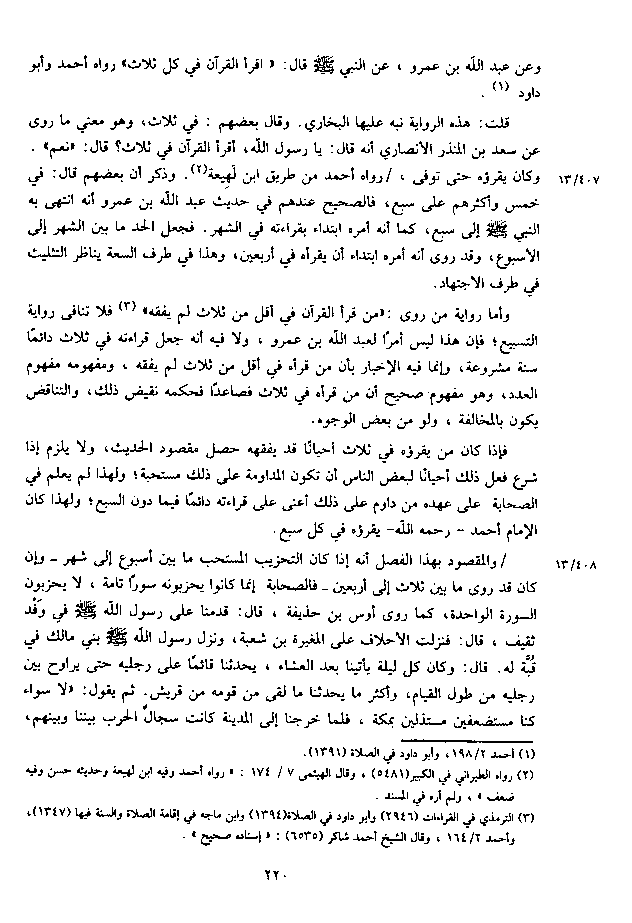 وعن عبد الله بن عمرو ، عن النبي ﷺ قال: « اقرأ القرآن في كل ثلاث» رواه أحمد وأبو
داود (١) .
قلت: هذه الرواية نبه عليها البخاري. وقال بعضهم : في ثلاث، وهو معني ما روى
عن سعد بن المنذر الأنصاري أنه قال: يا رسول الله، أقرأ القرآن في ثلاث؟ قال: «نعم» .
وكان يقرؤه حتى توفى ، /رواه أحمد من طريق ابن لَهِيعة(٢). وذكر أن بعضهم قال: في
١٣/٤٠٧
خمس وأكثرهم على سبع، فالصحيح عندهم في حديث عبد الله بن عمرو أنه انتهى به
النبي ﷺ إلى سبع، كما أنه أمره ابتداء بقراءته في الشهر. فجعل الحد ما بين الشهر إلى
الأسبوع، وقد روى أنه أمره ابتداء أن يقرأه في أربعين، وهذا في طرف السعة يناظر التثليث
في طرف الاجتهاد.
وأما رواية من روى :«من قرأ القرآن في أقل من ثلاث لم يفقه» (٣) فلا تنافى رواية
التسبيع؛ فإن هذا ليس أمرًا لعبد الله بن عمرو ، ولا فيه أنه جعل قراءته في ثلاث دائمًا
سنة مشروعة، وإنما فيه الإخبار بأن من قرأه في أقل من ثلاث لم يفقه ، ومفهومه مفهوم
العدد، وهو مفهوم صحيح أن من قرأه في ثلاث فصاعدًا فحكمه نقيض ذلك، والتناقض
يكون بالمخالفة ، ولو من بعض الوجوه.
فإذا كان من يقرؤه في ثلاث أحيانًا قد يفقهه حصل مقصود الحديث، ولا يلزم إذا
شرع فعل ذلك أحيانًا لبعض الناس أن تكون المداومة على ذلك مستحبة؛ ولهذا لم يعلم في
الصحابة على عهده من داوم على ذلك أعنى على قراءته دائمًا فيما دون السبع؛ ولهذا كان
الإمام أحمد – رحمه الله– يقرؤه في كل سبع.
/ والمقصود بهذا الفصل أنه إذا كان التحزيب المستحب ما بين أسبوع إلى شهر ـ وإن
١٣/٤٠٨
كان قد روى ما بين ثلاث إلى أربعين ـ فالصحابة إنما كانوا يحزبونه سورًا تامة ، لا يحزبون
السورة الواحدة، كما روى أوس بن حذيفة ، قال: قدمنا على رسول الله ﷺ في وَفْد
ثقيف ، قال: فنزلت الأحلاف على المغيرة بن شعبة، ونزل رسول الله ﷺ بني مالك في
قُبَّة له. قال: وكان كل ليلة يأتينا بعد العشاء ، يحدثنا قائمًا على رجليه حتى يراوح بين
رجليه من طول القيام، وأكثر ما يحدثنا ما لقى من قومه من قريش. ثم يقول: «لا سواء
كنا مستضعفين مستذلين بمكة ، فلما خرجنا إلى المدينة كانت سجالُ الحرب بيننا وبينهم،
(١) أحمد ١٩٨/٢، وأبو داود في الصلاة (١٣٩١).
(٢) رواه الطبراني في الكبير(٥٤٨١) ، وقال الهيثمى ٧ / ١٧٤ : « رواه أحمد وفيه ابن لهيعة وحديثه حسن وفيه
ضعف » ، ولم أره في المسند .
(٣) الترمذي في القراءات (٢٩٤٦) وأبو داود في الصلاة(١٣٩٤) وابن ماجه في إقامة الصلاة والسنة فيها (١٣٤٧)،
وأحمد ١٦٤/٢ ، وقال الشيخ أحمد شاكر (٦٥٣٥) : « إسناده صحيح » .
٢٢٠